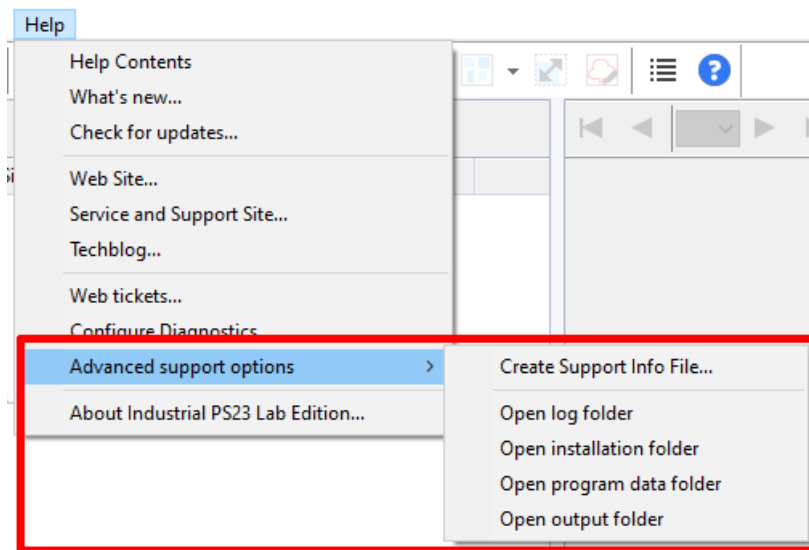 Help
Help Contents
What's new...
Check for updates...
Web Site...
Service and Support Site...
Techblog...
Web tickets...
Configure Diagnostics
Advanced support options
About Industrial PS23 Lab Edition...
Create Support Info File...
Open log folder
Open installation folder
Open program data folder
Open output folder